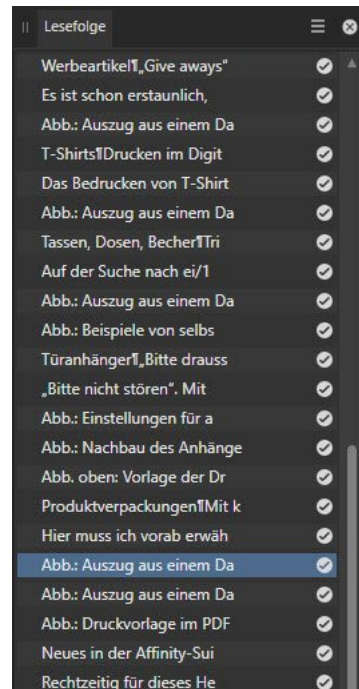 Lesefolge
Werbeartikel¶„Give aways“
Es ist schon erstaunlich,
Abb.: Auszug aus einem Da
T-Shirts¶Drucken im Digit
Das Bedrucken von T-Shirt
Abb.: Auszug aus einem Da
Tassen, Dosen, Becher¶Tri
Auf der Suche nach ei/1
Abb.: Auszug aus einem Da
Abb.: Beispiele von selbs
Türanhänger¶„Bitte drauss
„Bitte nicht stören“. Mit
Abb.: Einstellungen für a
Abb.: Nachbau des Anhänge
Abb. oben: Vorlage der Dr
Produktverpackungen¶Mit k
Hier muss ich vorab erwäh
Abb.: Auszug aus einem Da
Abb.: Auszug aus einem Da
Abb.: Druckvorlage im PDF
Neues in der Affinity-Sui
Rechtzeitig für dieses He